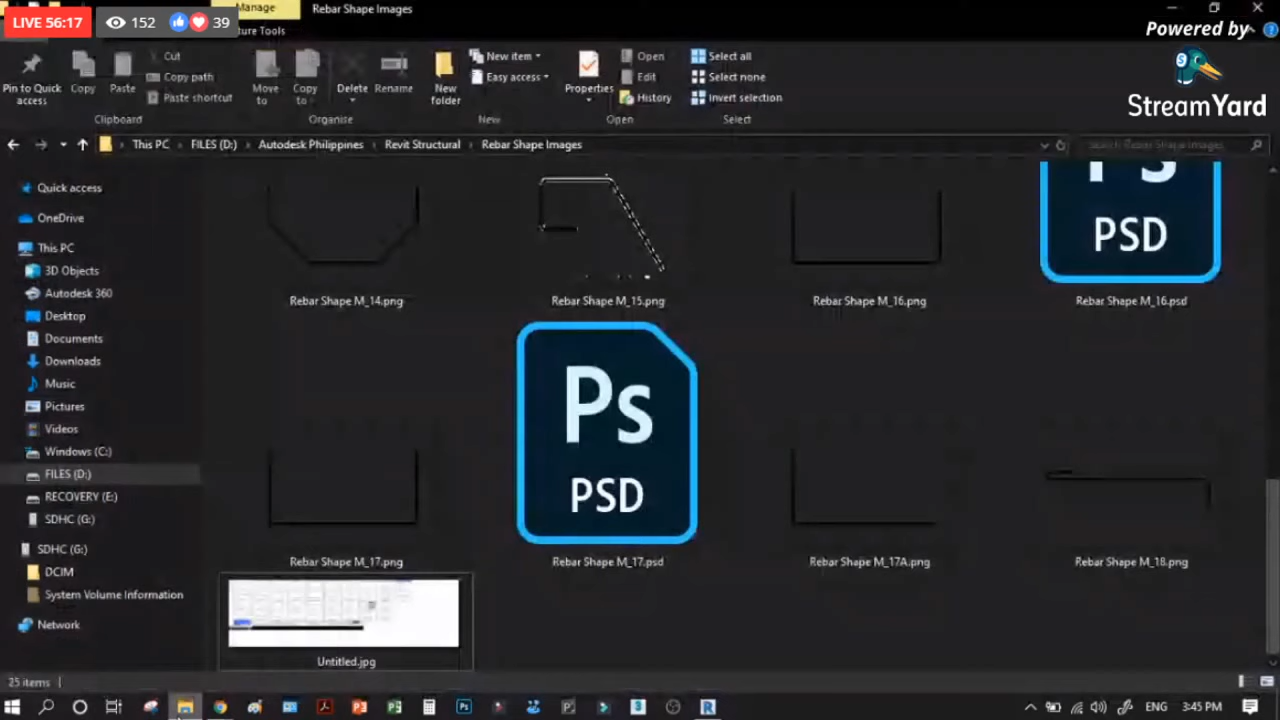 LIVE 56:17
152
39
Manage
Rebar Shape Images
Powered by
StreamYard
Pin to Quick access
Copy
Paste
Cut
Copy path
Paste shortcut
Clipboard
Move to
Copy to
Delete
Rename
Organise
New folder
New item
Easy access
New
Properties
Open
Edit
History
Open
Select all
Select none
Invert selection
Select
This PC
FILES (D:)
Autodesk Philippines
Revit Structural
Rebar Shape Images
Search Rebar Shape Images
Quick access
OneDrive
This PC
3D Objects
Autodesk 360
Desktop
Documents
Downloads
Music
Pictures
Videos
Windows (C:)
FILES (D:)
RECOVERY (E:)
SDHC (G:)
SDHC (G:)
DCIM
System Volume Information
Network
PSD
Rebar Shape M_14.png
Rebar Shape M_15.png
Rebar Shape M_16.png
Rebar Shape M_16.psd
Ps
PSD
Rebar Shape M_17.png
Rebar Shape M_17.psd
Rebar Shape M_17A.png
Rebar Shape M_18.png
Untitled.jpg
25 items
ENG
3:45 PM